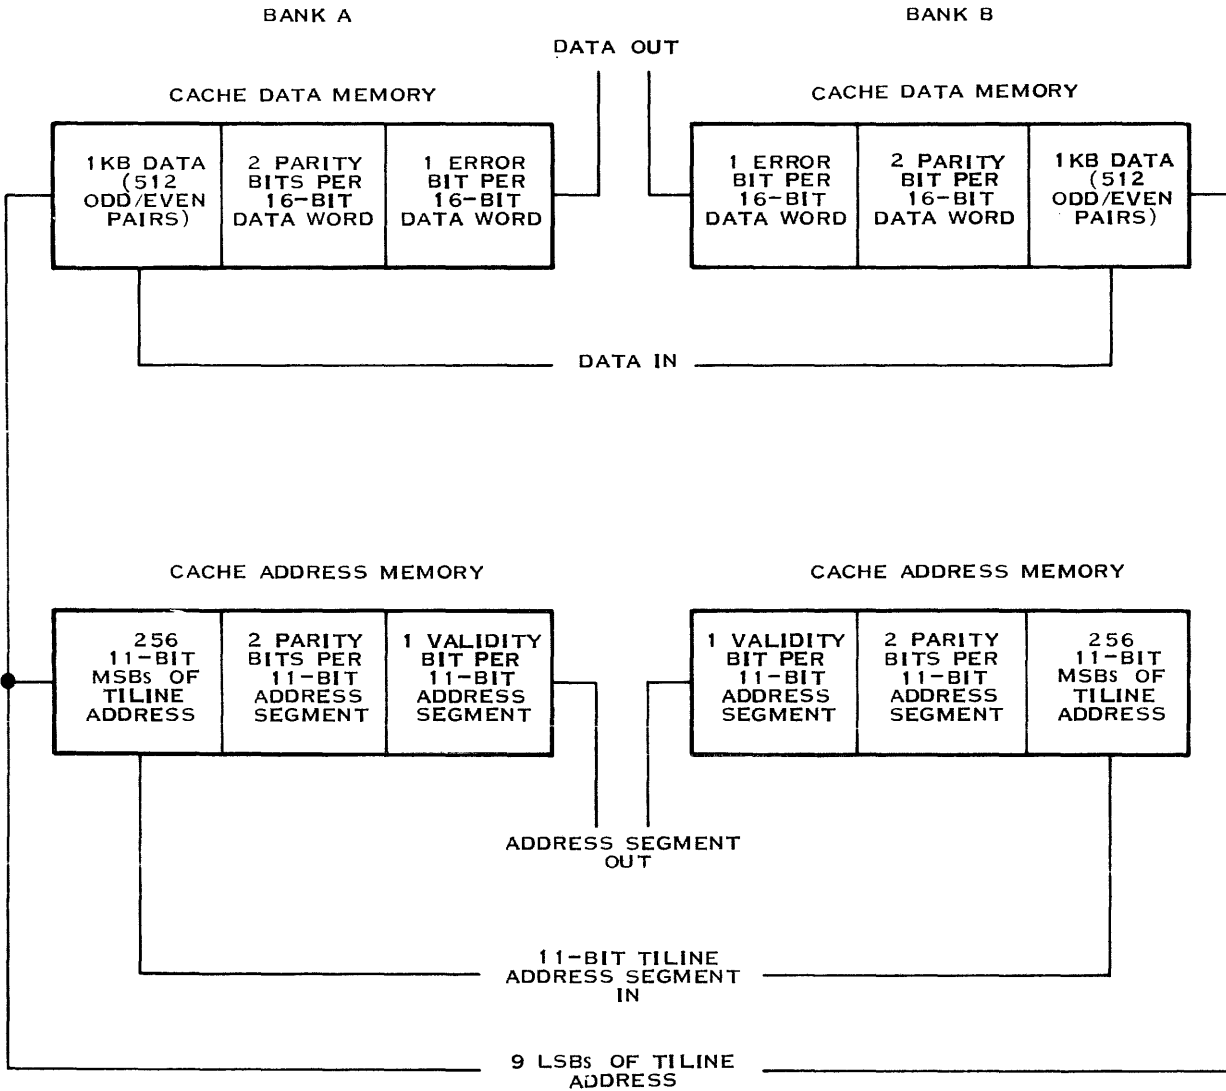 BANK A
BANK B
DATA OUT
CACHE DATA MEMORY
CACHE DATA MEMORY
1KB DATA
(512
ODD/EVEN
PAIRS)
2 PARITY
BITS PER
16-BIT
DATA WORD
1 ERROR
BIT PER
16-BIT
DATA WORD
1 ERROR
BIT PER
16-BIT
DATA WORD
2 PARITY
BIT PER
16-BIT
DATA WORD
1KB DATA
(512
ODD/EVEN
PAIRS)
DATA IN
CACHE ADDRESS MEMORY
CACHE ADDRESS MEMORY
256
11-BIT
MSBs OF
TILINE
ADDRESS
2 PARITY
BITS PER
11-BIT
ADDRESS
SEGMENT
1 VALIDITY
BIT PER
11-BIT
ADDRESS
SEGMENT
1 VALIDITY
BIT PER
11-BIT
ADDRESS
SEGMENT
2 PARITY
BITS PER
11-BIT
ADDRESS
SEGMENT
256
11-BIT
MSBs OF
TILINE
ADDRESS
ADDRESS SEGMENT
OUT
11-BIT TILINE
ADDRESS SEGMENT
IN
9 LSBs OF TILINE
ADDRESS